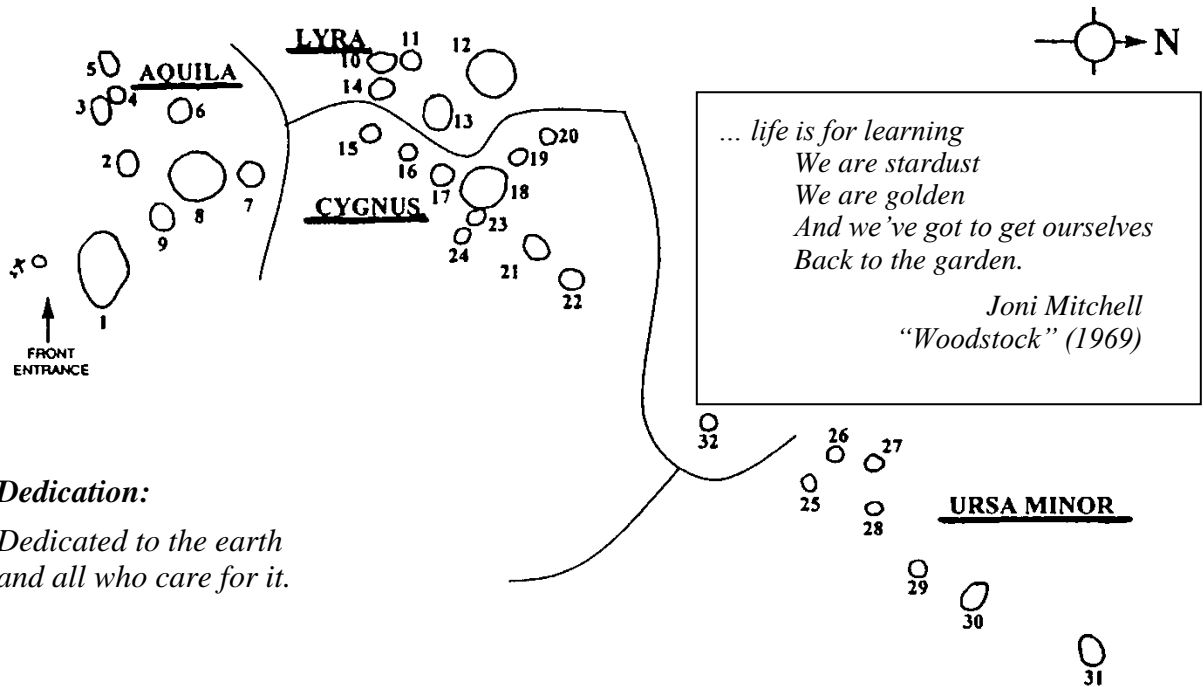 LYRA
11
12
N
10
5
AQUILA
4
14
3
6
13
... life is for learning
We are stardust
We are golden
And we’ve got to get ourselves
Back to the garden.
Joni Mitchell
“Woodstock” (1969)
20
15
19
2
16
17
18
7
8
CYGNUS
23
9
24
21
22
1
FRONT
ENTRANCE
32
26
27
25
28
URSA MINOR
Dedication:
Dedicated to the earth
and all who care for it.
29
30
31